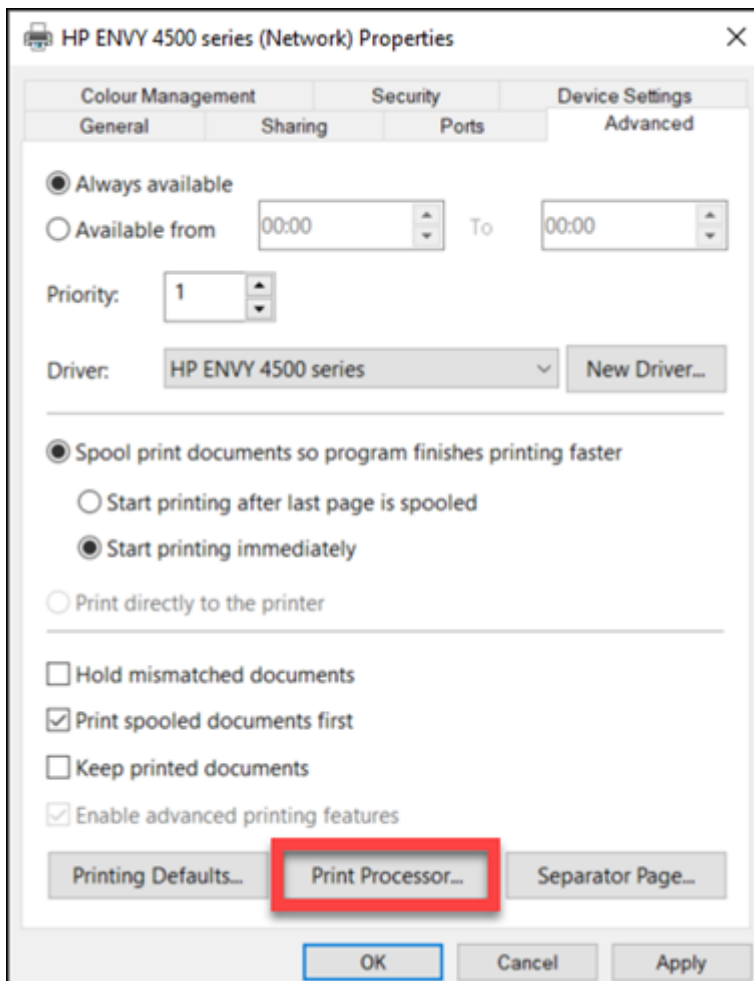 HP ENVY 4500 series (Network) Properties
Colour Management Security Device Settings
General Sharing Ports Advanced
Always available
Available from 00:00 To 00:00
Priority: 1
Driver: HP ENVY 4500 series New Driver...
Spool print documents so program finishes printing faster
Start printing after last page is spooled
Start printing immediately
Print directly to the printer
Hold mismatched documents
Print spooled documents first
Keep printed documents
Enable advanced printing features
Printing Defaults... Print Processor... Separator Page...
OK Cancel Apply